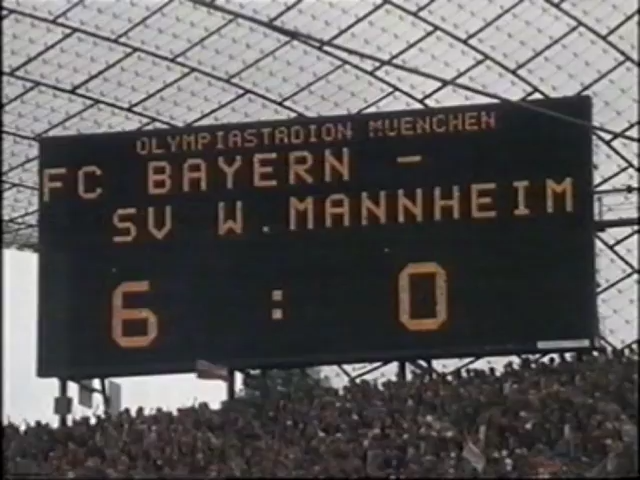 OLYMPIASTADION MUENCHEN
FC BAYERN -
SV W. MANNHEIM
6 : 0